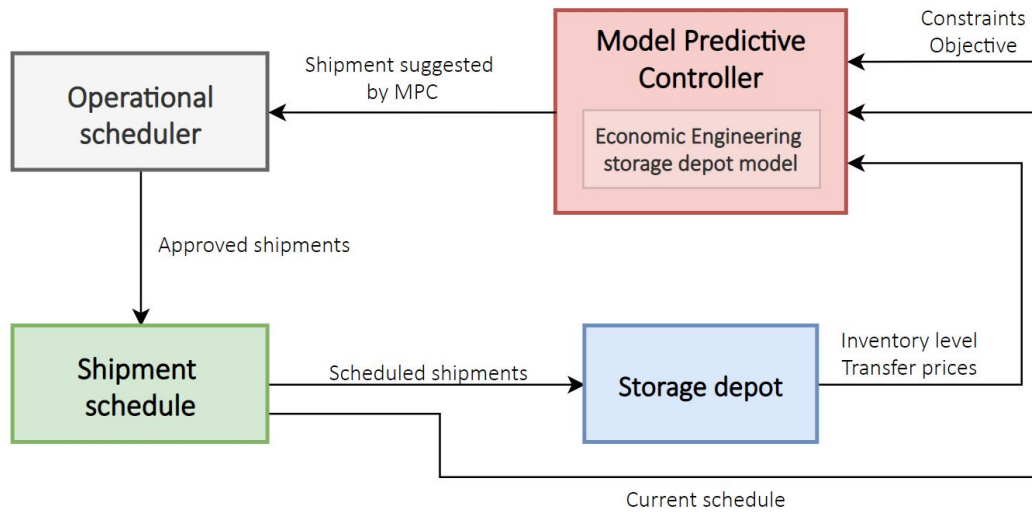 Constraints
Objective
Model Predictive
Controller
Shipment suggested
by MPC
Operational
scheduler
Economic Engineering
storage depot model
Approved shipments
Inventory level
Transfer prices
Shipment
schedule
Scheduled shipments
Storage depot
Current schedule